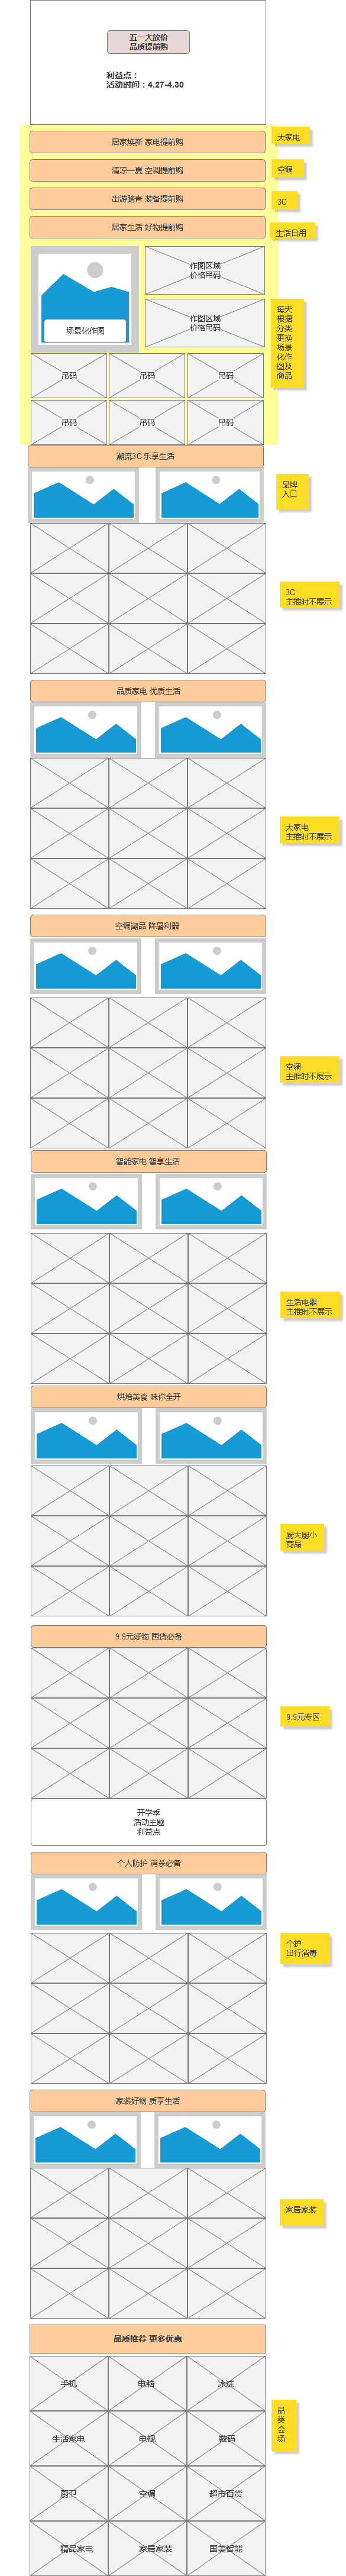 五一大放价
品质提前购
利益点：
活动时间：4.27-4.30
居家焕新 家电提前购
大家电
清凉一夏 空调提前购
空调
出游踏青 装备提前购
3C
居家生活 好物提前购
生活日用
场景化作图
作图区域
价格吊码
作图区域
价格吊码
每天
根据
分类
更换
场景
化作
图及
商品
吊码
吊码
吊码
吊码
吊码
吊码
潮流3C 乐享生活
品牌
入口
3C
主推时不展示
品质家电 优质生活
大家电
主推时不展示
空调潮品 降暑利器
空调
主推时不展示
智能家电 智享生活
生活电器
主推时不展示
烘焙美食 味你全开
厨大厨小
商品
9.9元好物 囤货必备
9.9元专区
开学季
活动主题
利益点
个人防护 消杀必备
个护
出行消毒
家装好物 质享生活
家居家装
品质推荐 更多优惠
手机
电脑
冰洗
品
类
会
场
生活家电
电视
数码
厨卫
空调
超市百货
精品家电
家居家装
国美智能